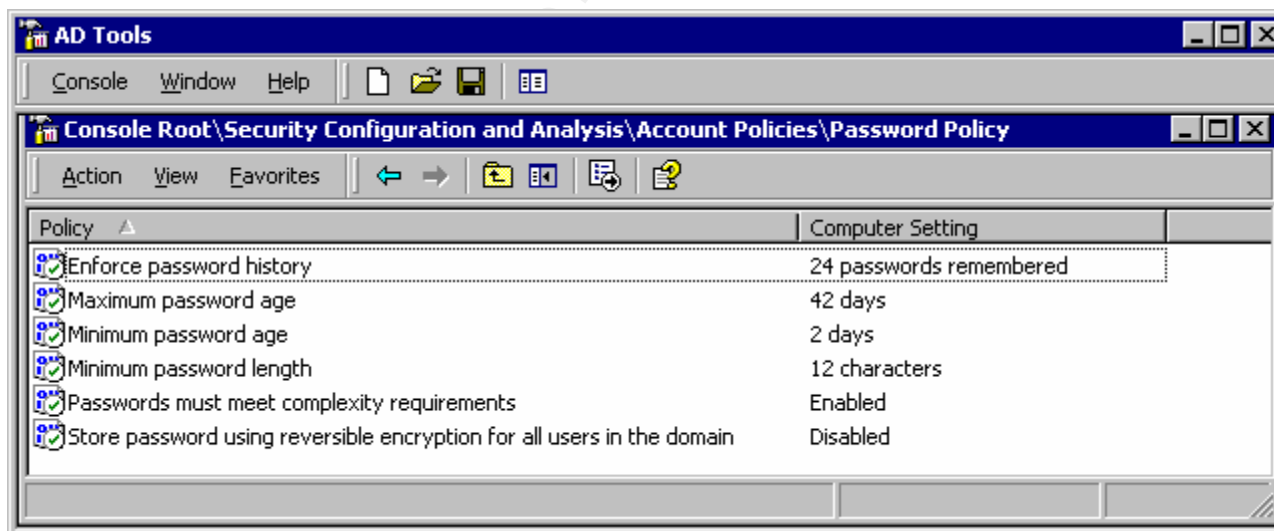 AD Tools
Console Window Help
Console Root\Security Configuration and Analysis\Account Policies\Password Policy
Action View Favorites
Policy Computer Setting
Enforce password history 24 passwords remembered
Maximum password age 42 days
Minimum password age 2 days
Minimum password length 12 characters
Passwords must meet complexity requirements Enabled
Store password using reversible encryption for all users in the domain Disabled